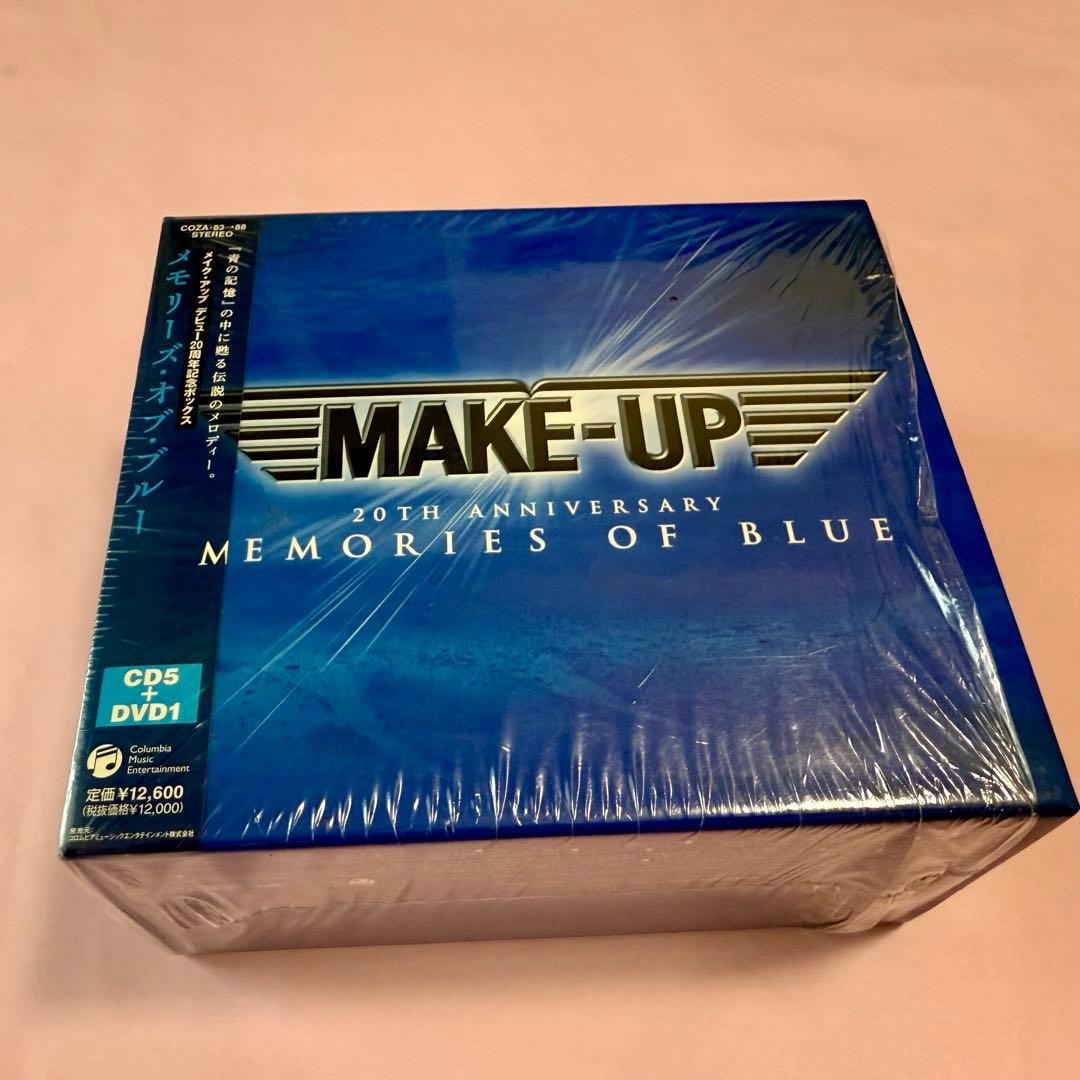 COZA-83→88
STEREO
『青の記憶』の中に甦る伝説のメロディー。
メイク・アップ デビュー20周年記念ボックス
メモリーズ・オブ・ブルー
MAKE-UP
20TH ANNIVERSARY
MEMORIES OF BLUE
CD5
+
DVD1
Columbia
Music
Entertainment
定価¥12,600
(税抜価格¥12,000)
発売元:
コロムビアミュージックエンタテインメント株式会社